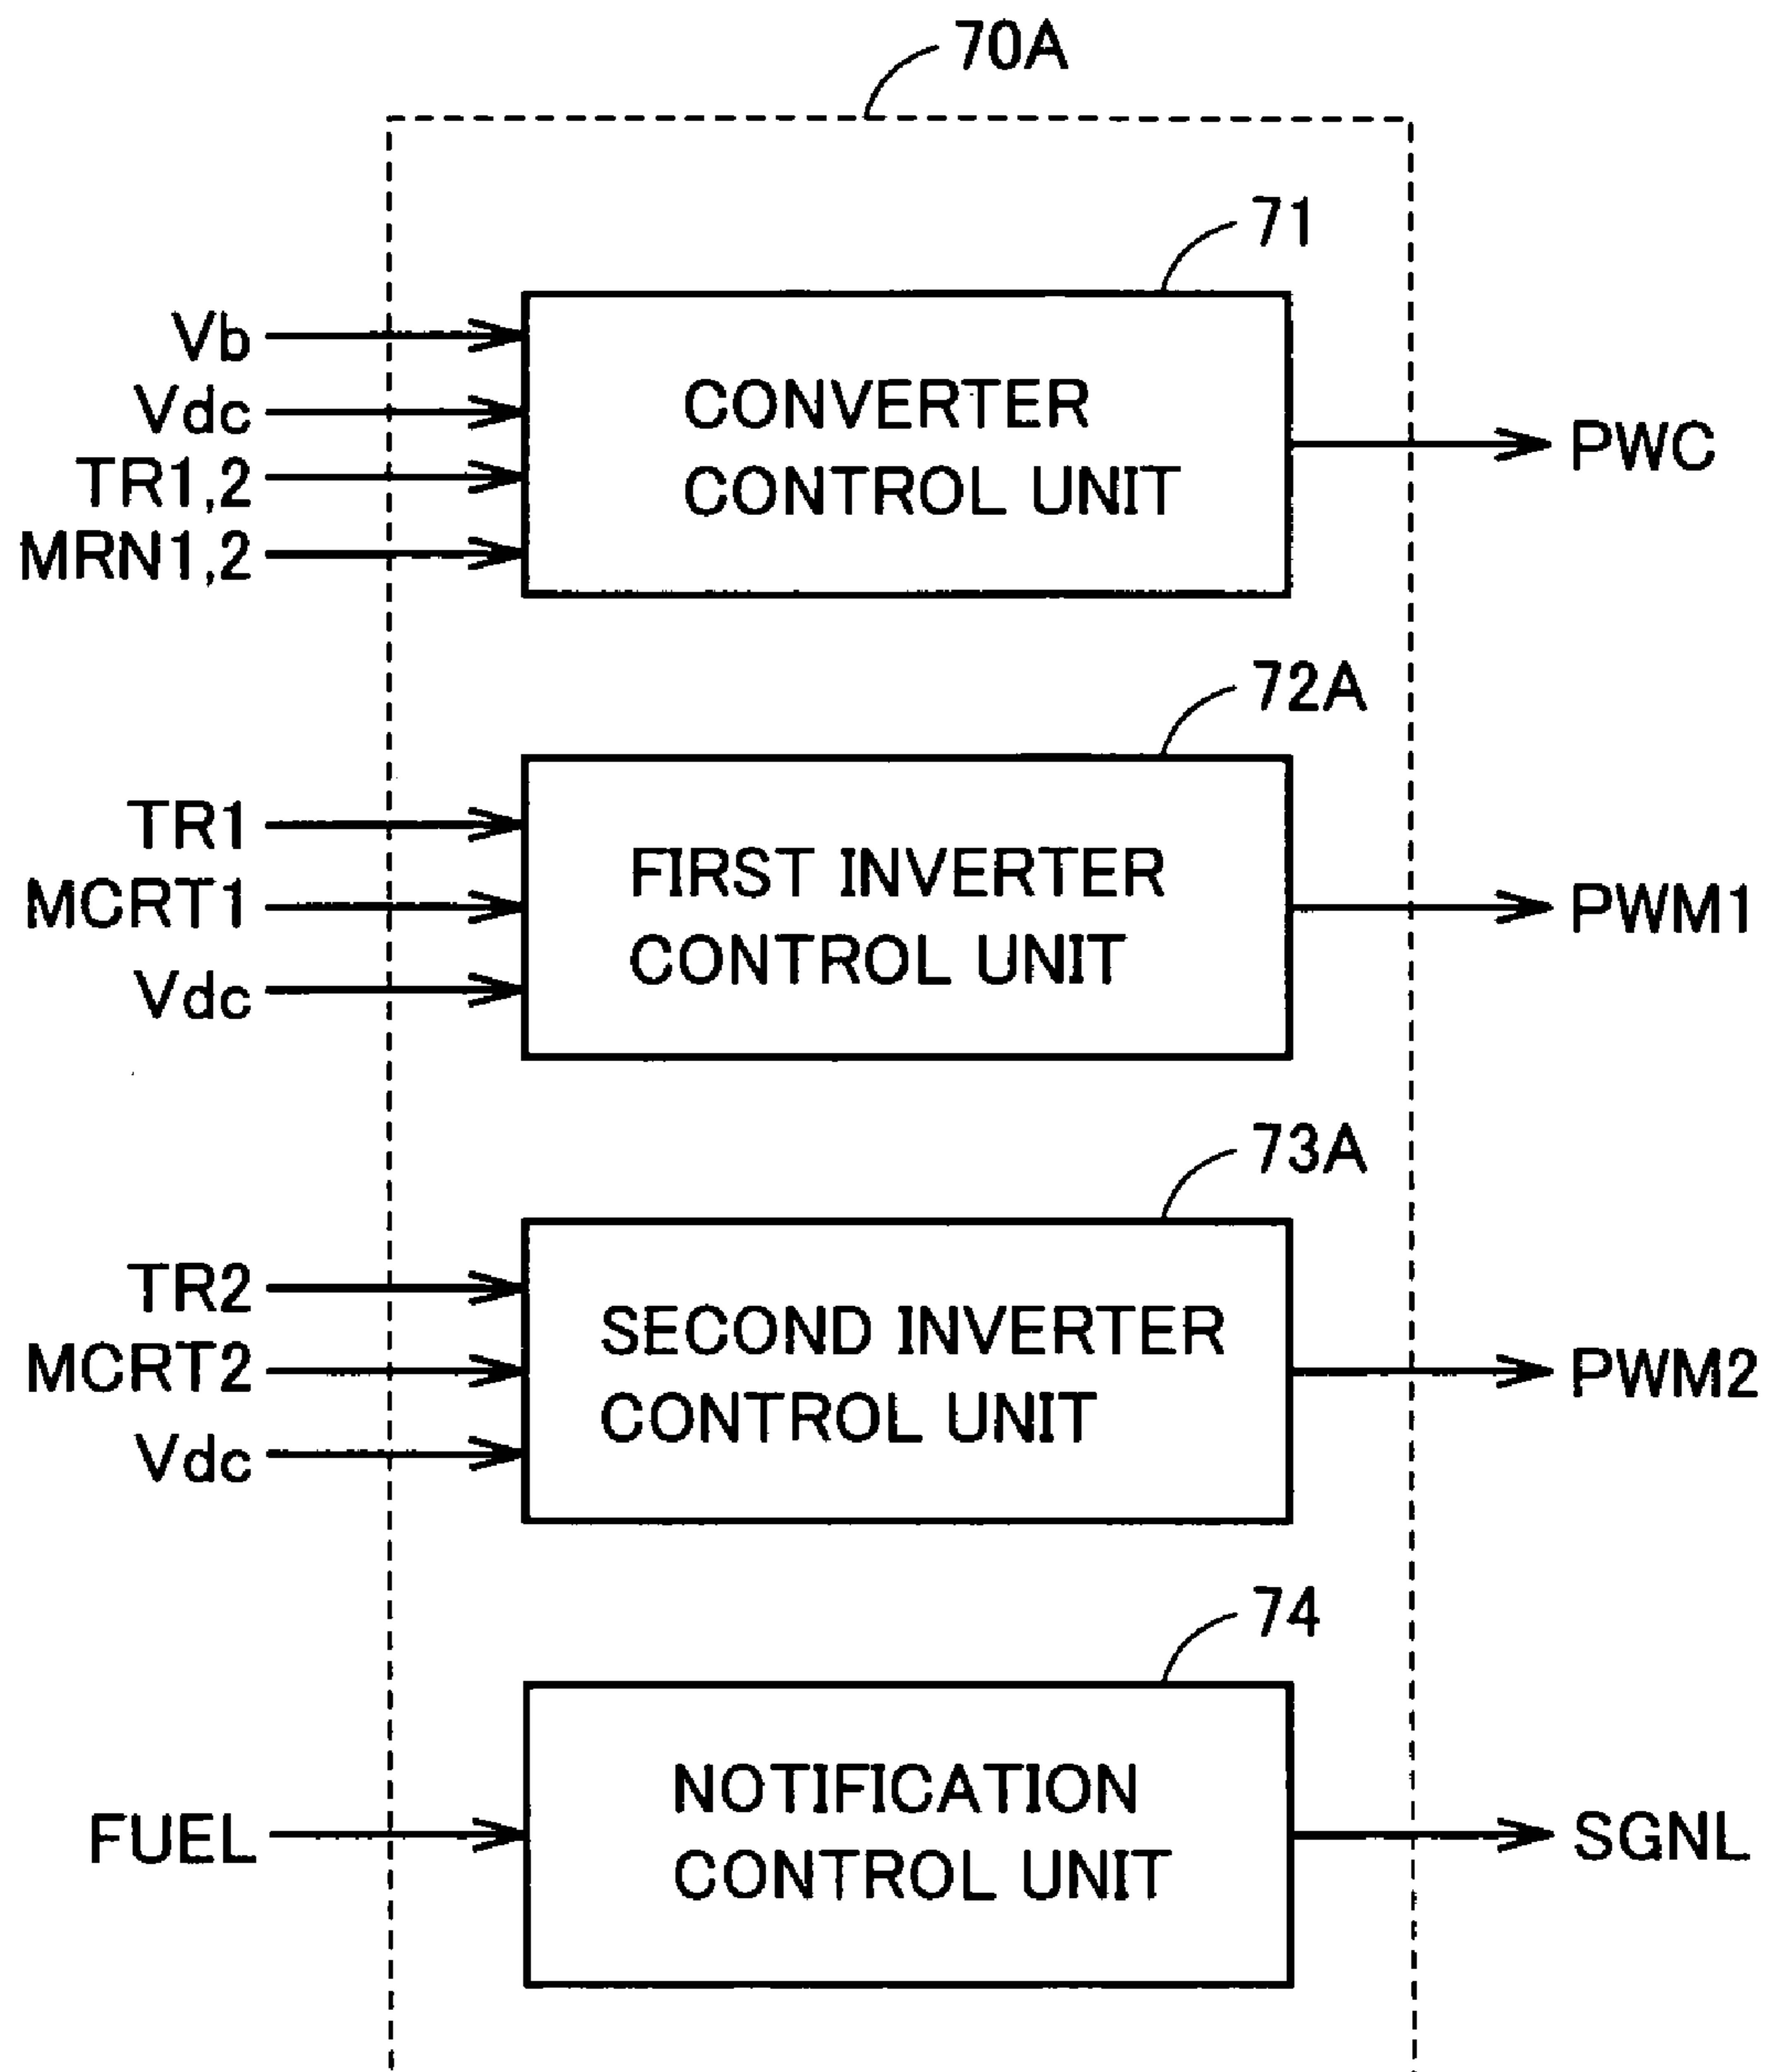 70A
71
Vb
Vdc
TR1,2
MRN1,2
CONVERTER
CONTROL UNIT
PWC
72A
TR1
MCRT1
Vdc
FIRST INVERTER
CONTROL UNIT
PWM1
73A
TR2
MCRT2
Vdc
SECOND INVERTER
CONTROL UNIT
PWM2
74
FUEL
NOTIFICATION
CONTROL UNIT
SGNL